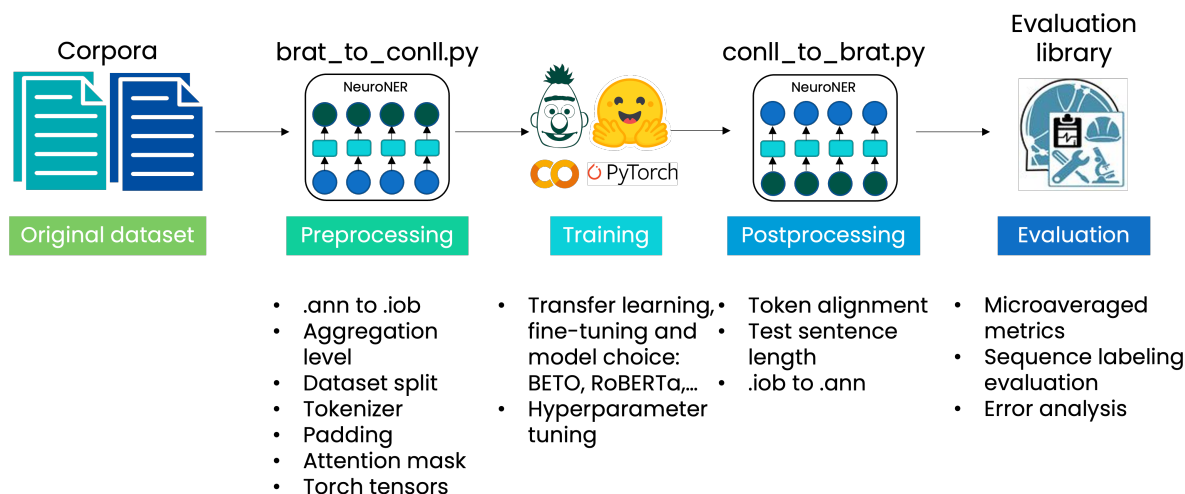 Corpora
brat_to_conll.py
NeuroNER
PyTorch
conll_to_brat.py
NeuroNER
Evaluation
library
Original dataset
Preprocessing
Training
Postprocessing
Evaluation
• .ann to .iob
• Aggregation
level
• Dataset split
• Tokenizer
• Padding
• Attention mask
• Torch tensors
• Transfer learning,
fine-tuning and
model choice:
BETO, RoBERTa,...
• Hyperparameter
tuning
• Token alignment
• Test sentence
length
• .iob to .ann
• Microaveraged
metrics
• Sequence labeling
evaluation
• Error analysis